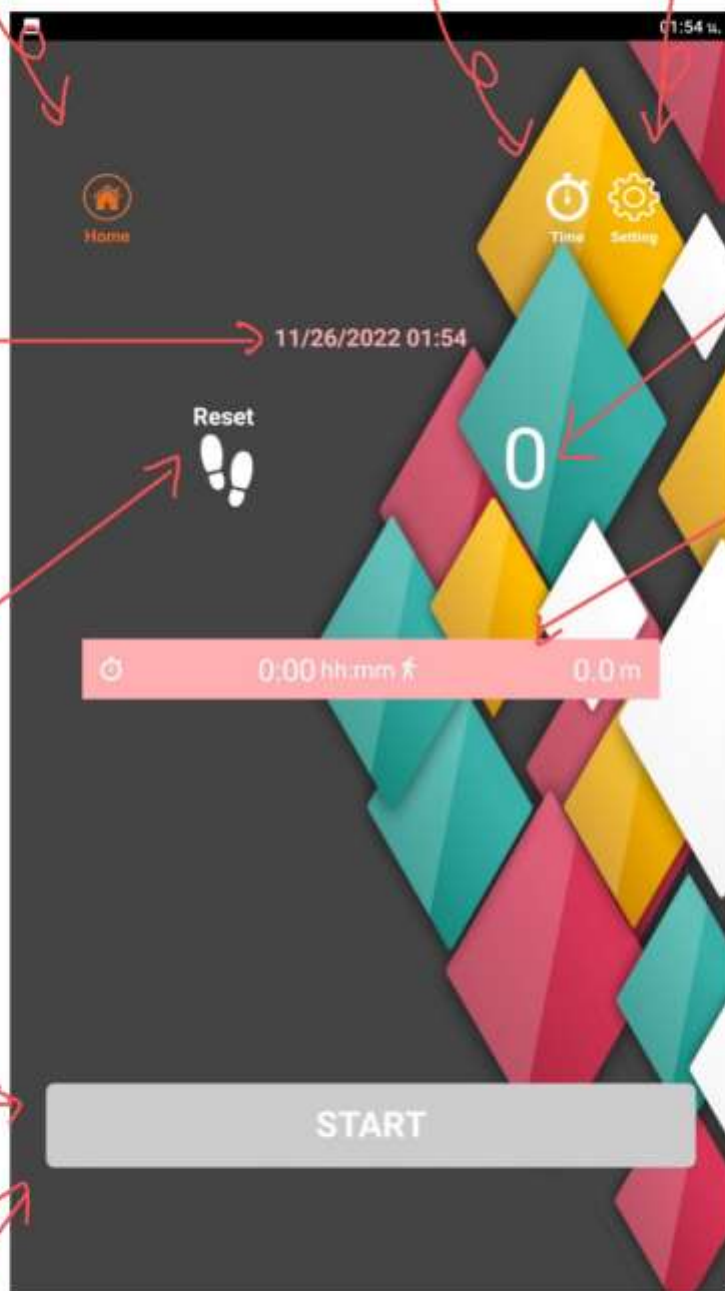 01:54 น.
Home
Time Setting
11/26/2022 01:54
Reset
0
0:00 hh:mm 0.0 m
START